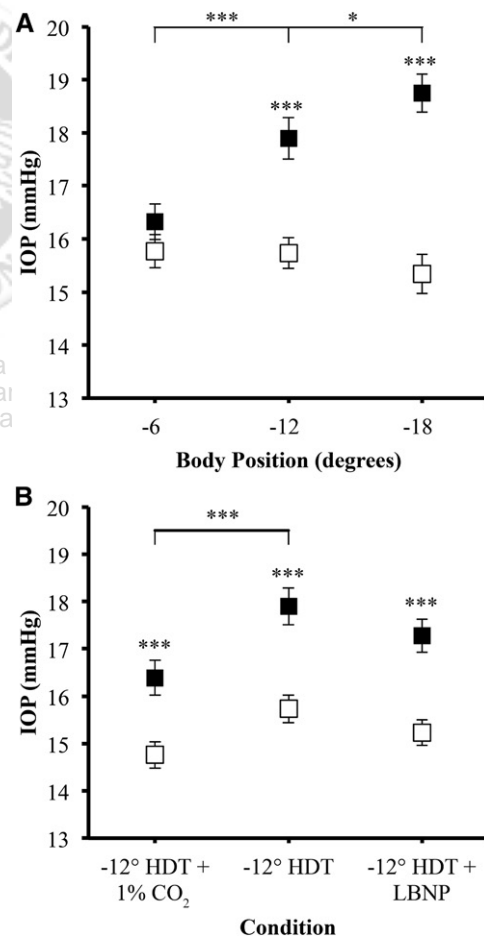 A
*** *
20
***
19
***
18
17
16
15
14
13
IOP (mmHg)
-6 -12 -18
Body Position (degrees)
B
20
***
19
***
18
***
***
17
16
15
14
13
IOP (mmHg)
-12° HDT + 1% CO₂
-12° HDT
-12° HDT + LBNP
Condition